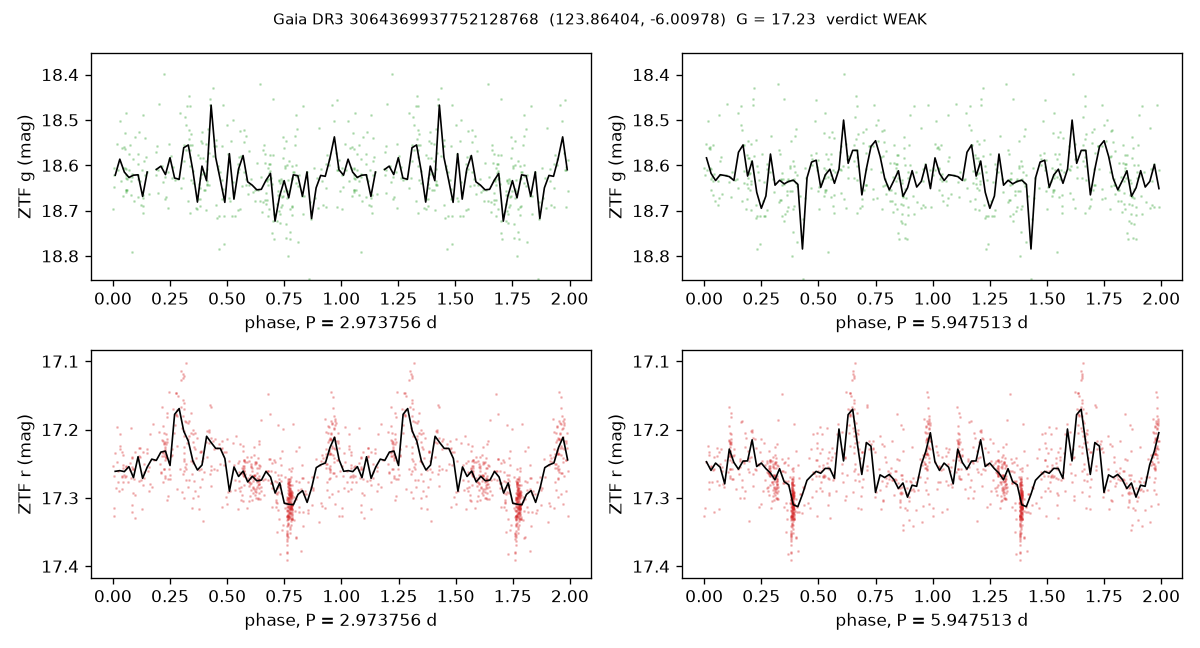 Gaia DR3 3064369937752128768 (123.86404, -6.00978) G = 17.23 verdict WEAK
ZTF g (mag)
18.4
18.5
18.6
18.7
18.8
0.00 0.25 0.50 0.75 1.00 1.25 1.50 1.75 2.00
phase, P = 2.973756 d
ZTF g (mag)
18.4
18.5
18.6
18.7
18.8
0.00 0.25 0.50 0.75 1.00 1.25 1.50 1.75 2.00
phase, P = 5.947513 d
ZTF r (mag)
17.1
17.2
17.3
17.4
0.00 0.25 0.50 0.75 1.00 1.25 1.50 1.75 2.00
phase, P = 2.973756 d
ZTF r (mag)
17.1
17.2
17.3
17.4
0.00 0.25 0.50 0.75 1.00 1.25 1.50 1.75 2.00
phase, P = 5.947513 d